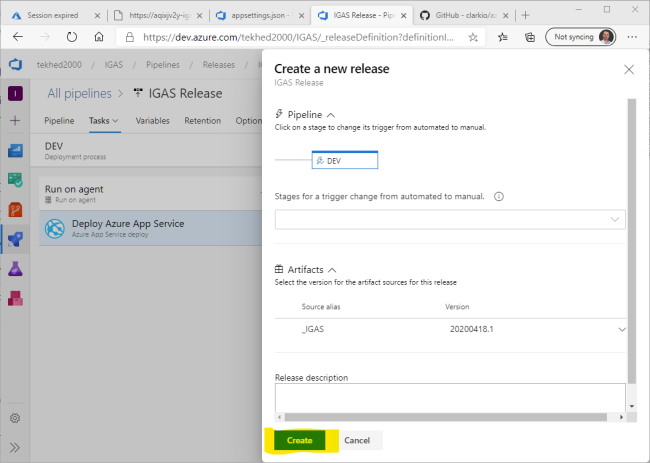 Session expired
https://aqixjv2y-ig
appsettings.json -
IGAS Release - Pip
GitHub - clarkio/a
https://dev.azure.com/tekhed2000/IGAS/_releaseDefinition?definitionI...
Not syncing
tekhed2000 / IGAS / Pipelines / Releases /
All pipelines > IGAS Release
Pipeline Tasks Variables Retention Option
DEV
Deployment process
Run on agent
Run on agent
Deploy Azure App Service
Azure App Service deploy
I
Create a new release
IGAS Release
Pipeline
Click on a stage to change its trigger from automated to manual.
DEV
Stages for a trigger change from automated to manual.
Artifacts
Select the version for the artifact sources for this release
Source alias Version
_IGAS 20200418.1
Release description
Create Cancel